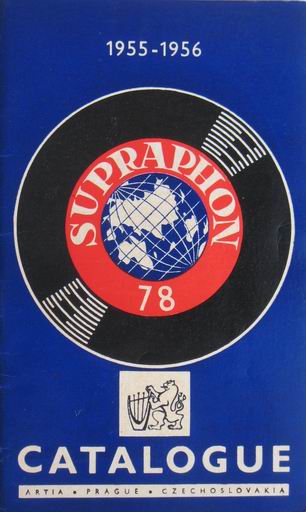 1955-1956
SUPRAPHON
78
CATALOGUE
ARTIA • PRAGUE • CZECHOSLOVAKIA